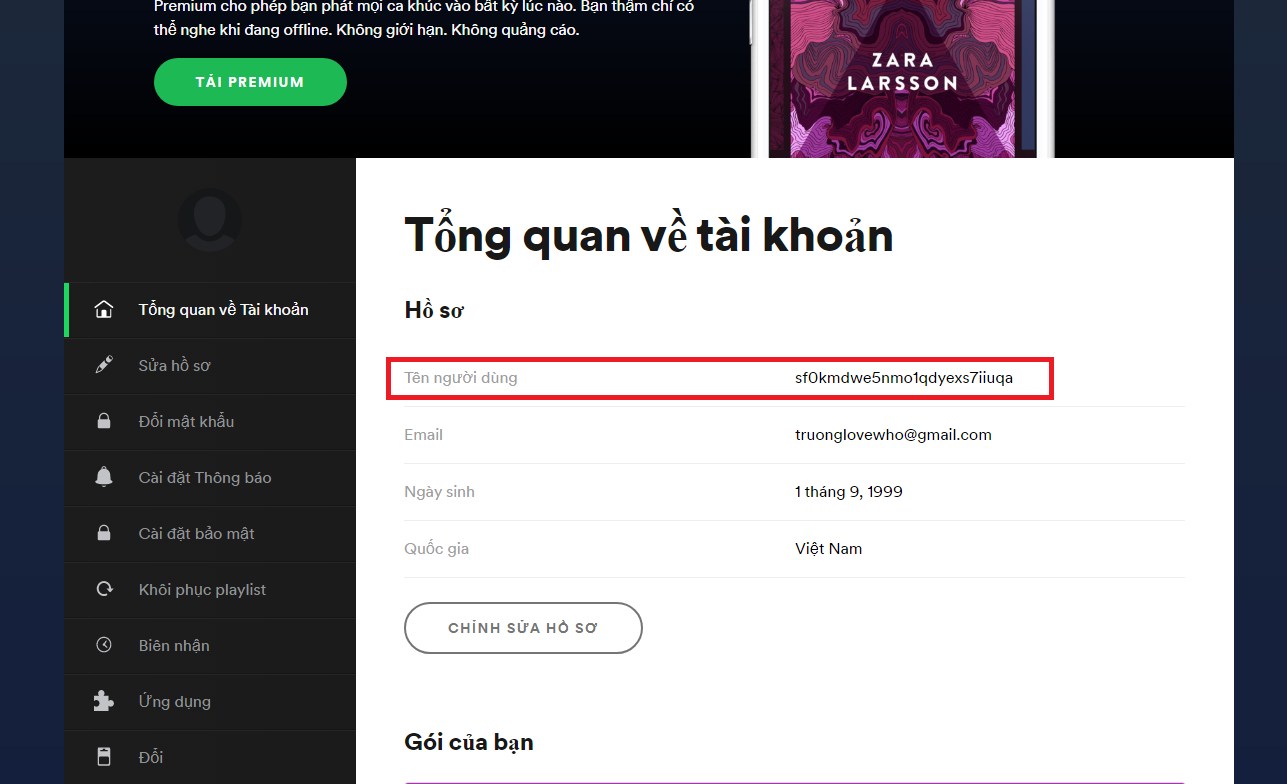 Premium cho phép bạn phát mọi ca khúc vào bất kỳ lúc nào. Bạn thậm chí có
thể nghe khi đang offline. Không giới hạn. Không quảng cáo.
TẢI PREMIUM
ZARA
LARSSON
Tổng quan về Tài khoản
Sửa hồ sơ
Đổi mật khẩu
Cài đặt Thông báo
Cài đặt bảo mật
Khôi phục playlist
Biên nhận
Ứng dụng
Đổi
Tổng quan về tài khoản
Hồ sơ
Tên người dùng sf0kmdwe5nmo1qdyexs7iiuqa
Email truonglovewho@gmail.com
Ngày sinh 1 tháng 9, 1999
Quốc gia Việt Nam
CHỈNH SỬA HỒ SƠ
Gói của bạn